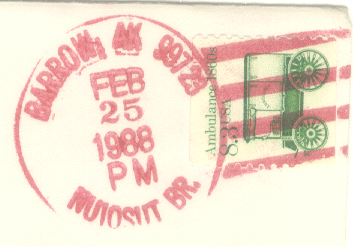 BARROW, AK 99723
FEB
25
1988
PM
NUIQSUT BR.
Ambulance 1860s
8.3 USA